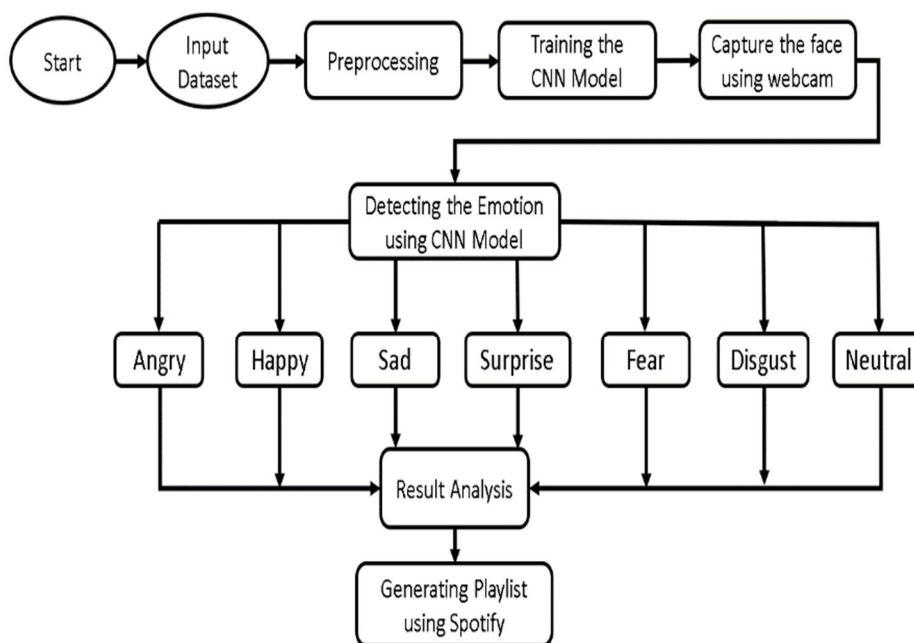 Start
Input
Dataset
Preprocessing
Training the
CNN Model
Capture the face
using webcam
Detecting the Emotion
using CNN Model
Angry
Happy
Sad
Surprise
Fear
Disgust
Neutral
Result Analysis
Generating Playlist
using Spotify